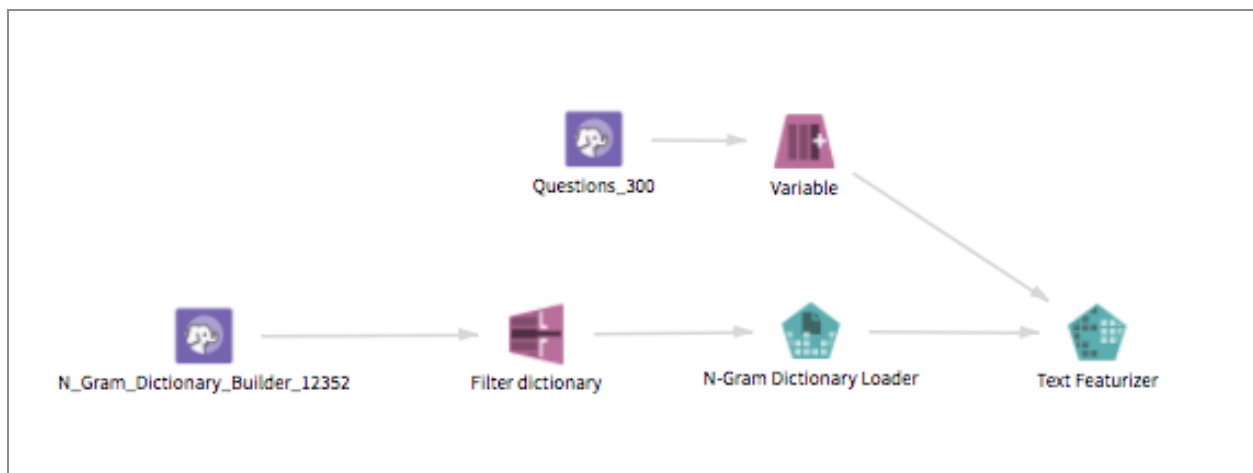 Questions_300
Variable
N_Gram_Dictionary_Builder_12352
Filter dictionary
N-Gram Dictionary Loader
Text Featurizer